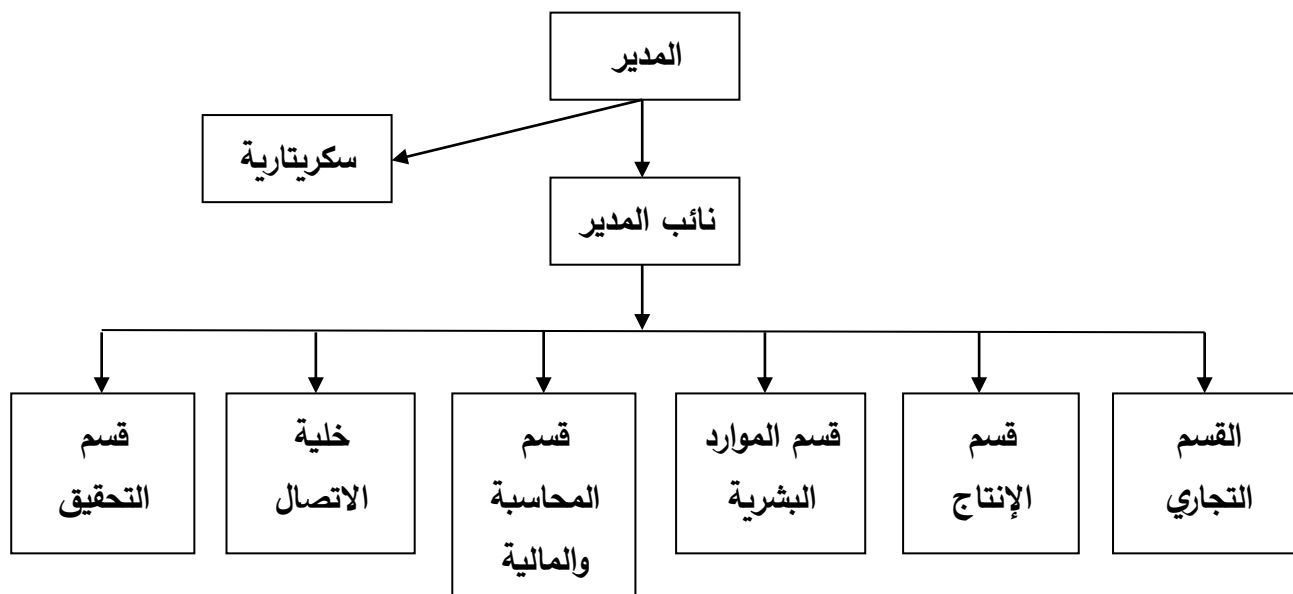 المدير
سكريتارية
نائب المدير
القسم
التجاري
قسم
الإنتاج
قسم الموارد
البشرية
قسم
المحاسبة
والمالية
خلية
الاتصال
قسم
التحقيق